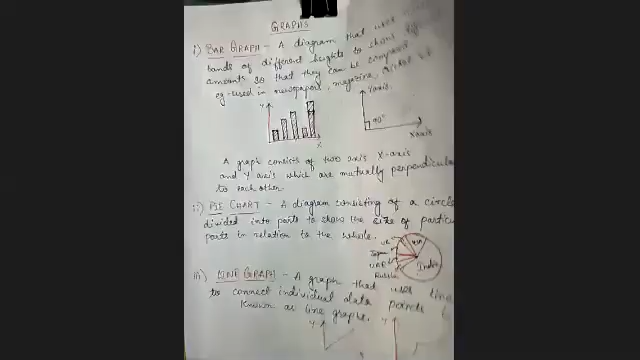 GRAPHS
i) BAR GRAPH - A diagram that uses
bands of different heights to show
amounts so that they can be compared
eg - used in newspapers, magazine,
Y
X
Y axis
90°
X axis
A graph consists of two axis X-axis
and Y axis which are mutually perpendicular
to each other.
ii) PIE CHART - A diagram consisting of a circle
divided into parts to show the size of particu
parts in relation to the whole.
UK
USA
Japan
UAE
Russia
India
iii) LINE GRAPH - A graph that uses line
to connect individual data points
Known as line graphs.
Y
Y